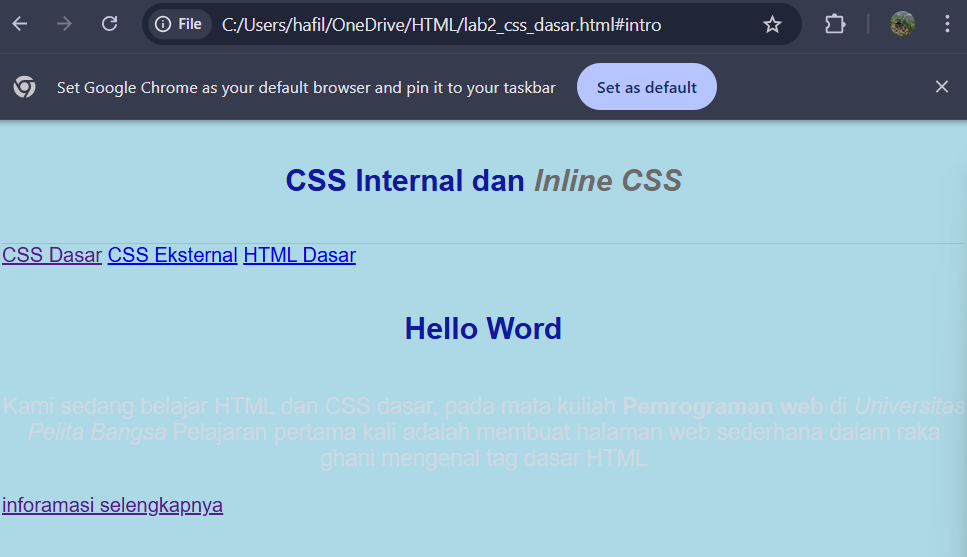 File C:/Users/hafil/OneDrive/HTML/lab2_css_dasar.html#intro
Set Google Chrome as your default browser and pin it to your taskbar Set as default
CSS Internal dan Inline CSS
CSS Dasar CSS Eksternal HTML Dasar
Hello Word
Kami sedang belajar HTML dan CSS dasar, pada mata kuliah Pemrograman web di Universitas
Pelita Bangsa Pelajaran pertama kali adalah membuat halaman web sederhana dalam raka
ghani mengenal tag dasar HTML
inforamasi selengkapnya